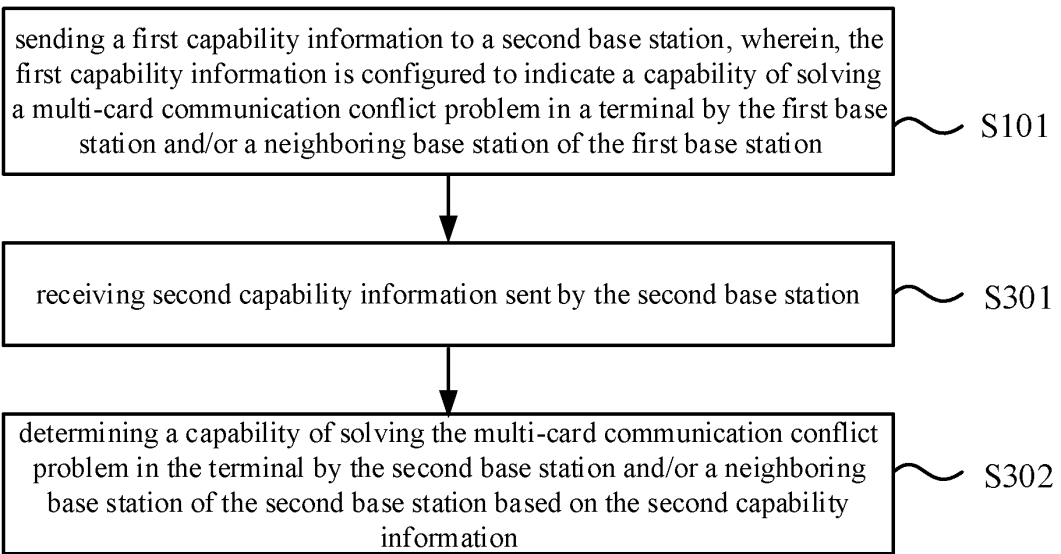 sending a first capability information to a second base station, wherein, the
first capability information is configured to indicate a capability of solving
a multi-card communication conflict problem in a terminal by the first base
station and/or a neighboring base station of the first base station
S101
receiving second capability information sent by the second base station
S301
determining a capability of solving the multi-card communication conflict
problem in the terminal by the second base station and/or a neighboring
base station of the second base station based on the second capability
information
S302